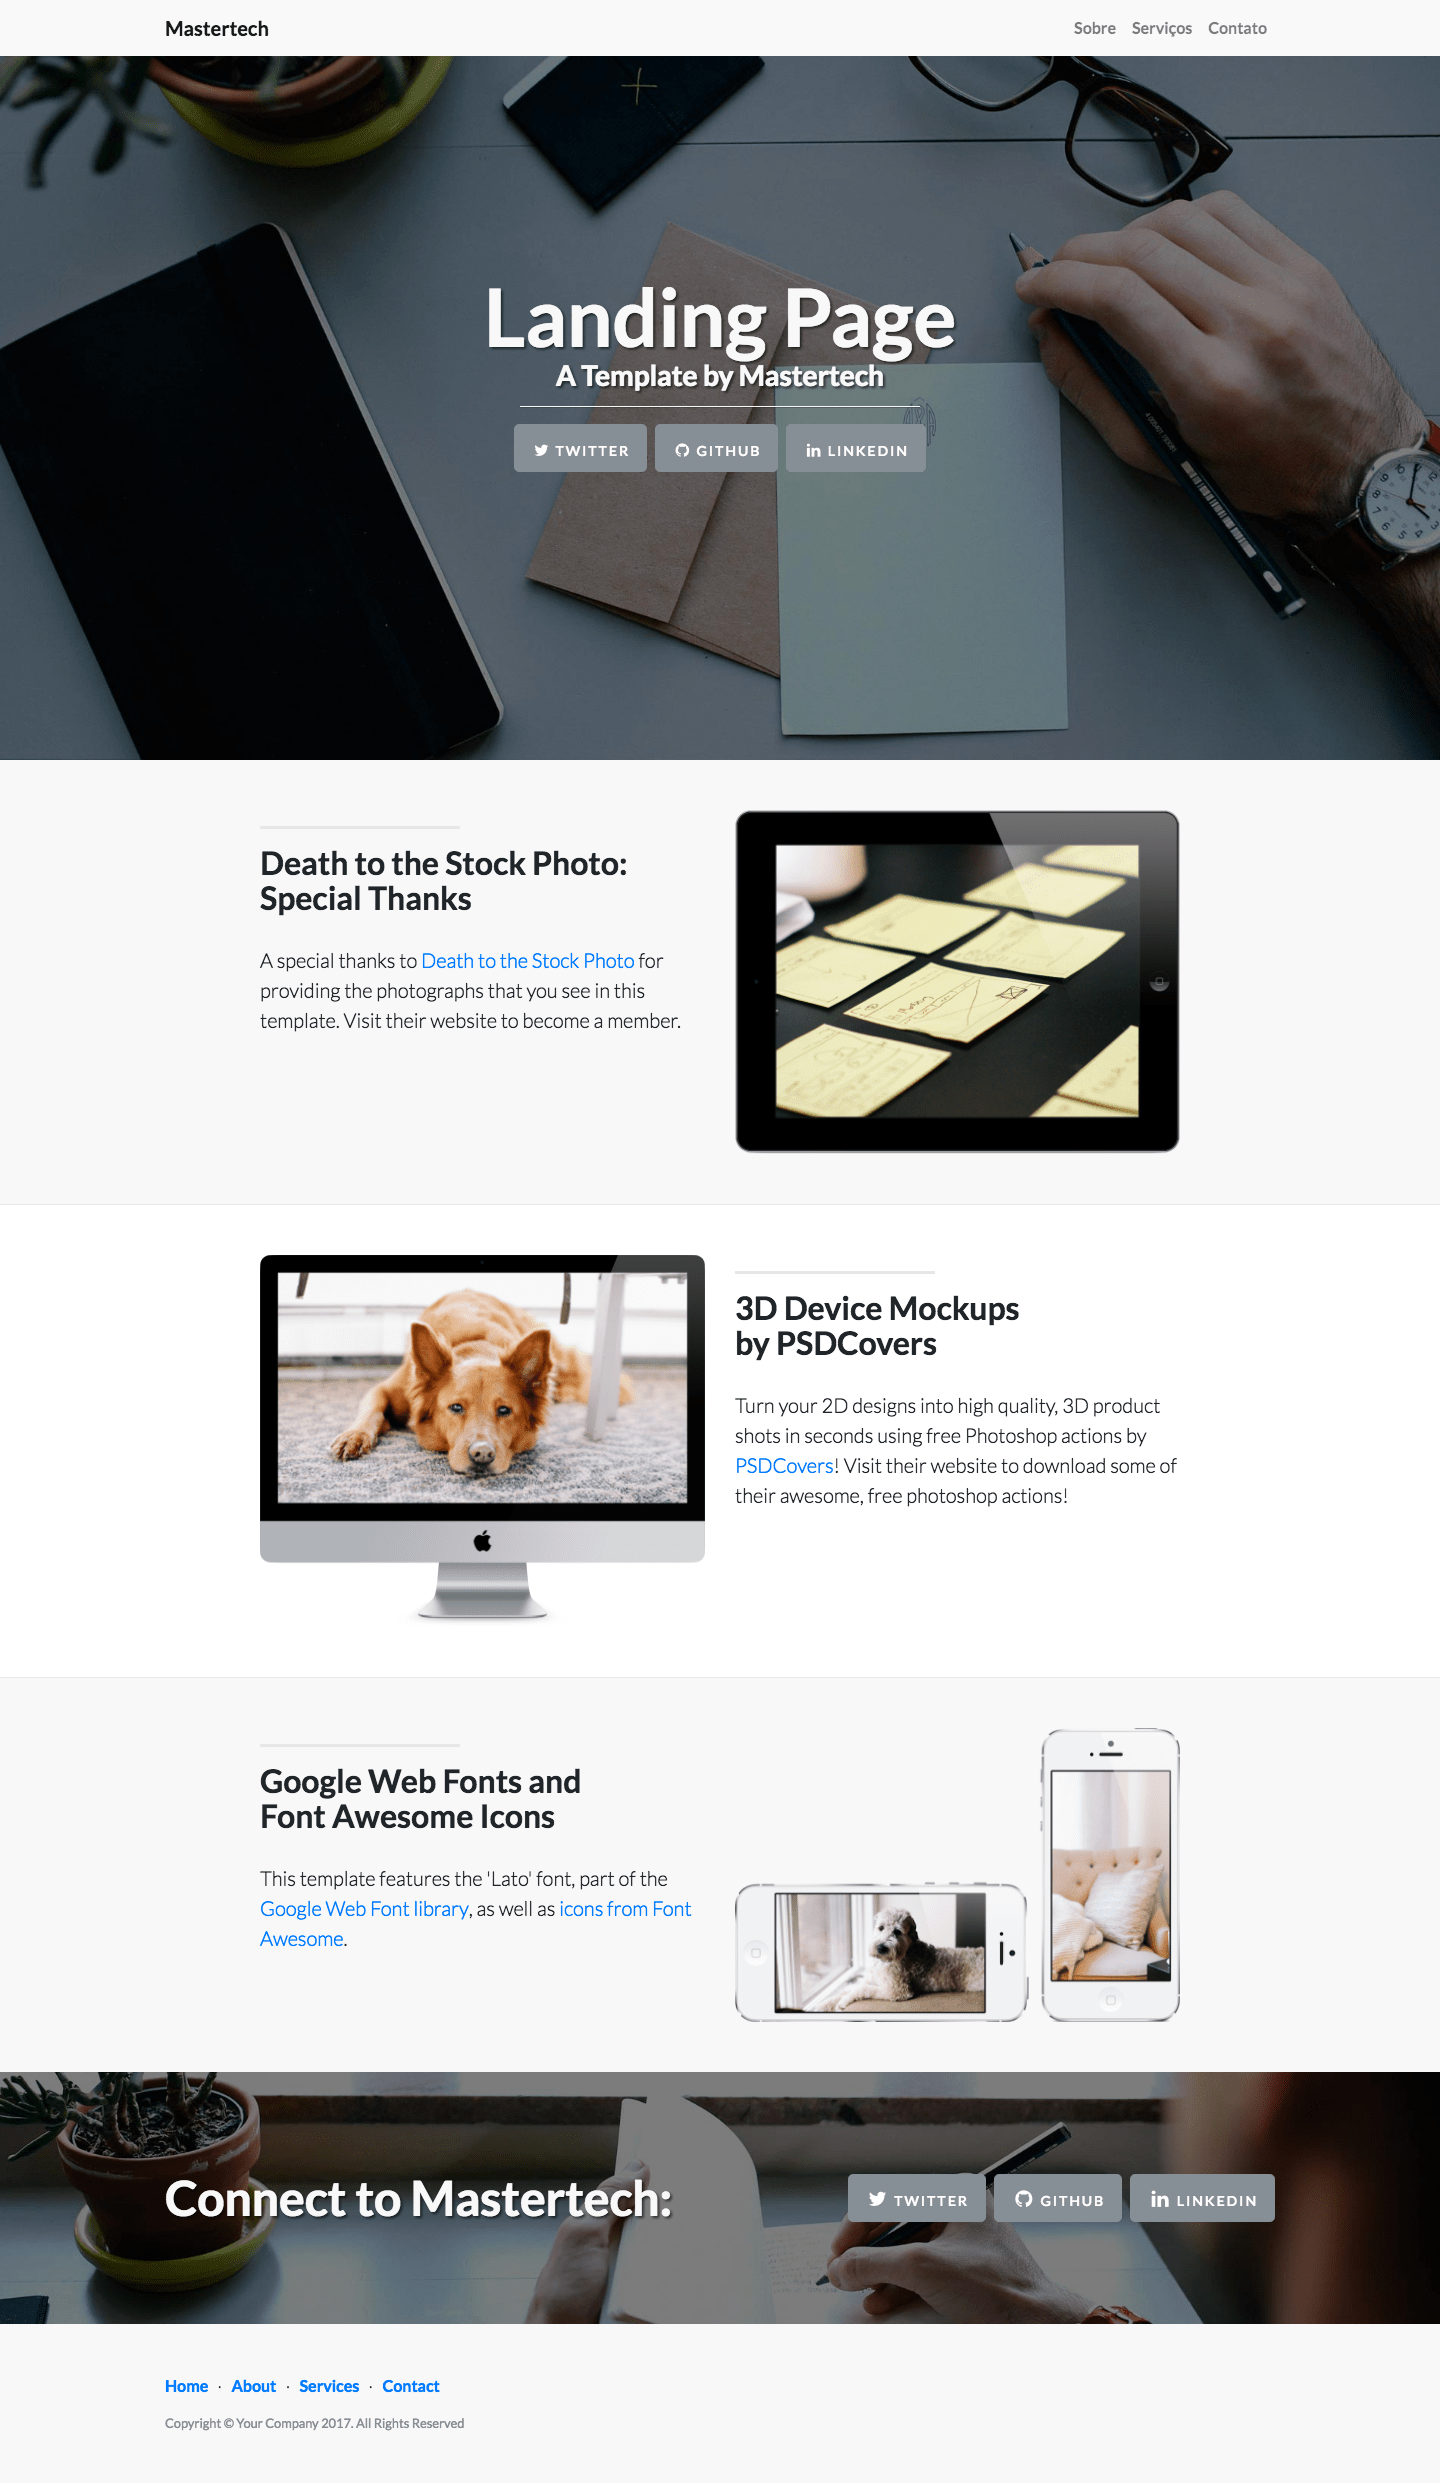 Mastertech
Sobre Serviços Contato
Landing Page
A Template by Mastertech
TWITTER GITHUB LINKEDIN
Death to the Stock Photo:
Special Thanks
A special thanks to Death to the Stock Photo for
providing the photographs that you see in this
template. Visit their website to become a member.
3D Device Mockups
by PSDCovers
Turn your 2D designs into high quality, 3D product
shots in seconds using free Photoshop actions by
PSDCovers! Visit their website to download some of
their awesome, free photoshop actions!
Google Web Fonts and
Font Awesome Icons
This template features the 'Lato' font, part of the
Google Web Font library, as well as icons from Font
Awesome.
Connect to Mastertech:
TWITTER GITHUB LINKEDIN
Home · About · Services · Contact
Copyright © Your Company 2017. All Rights Reserved